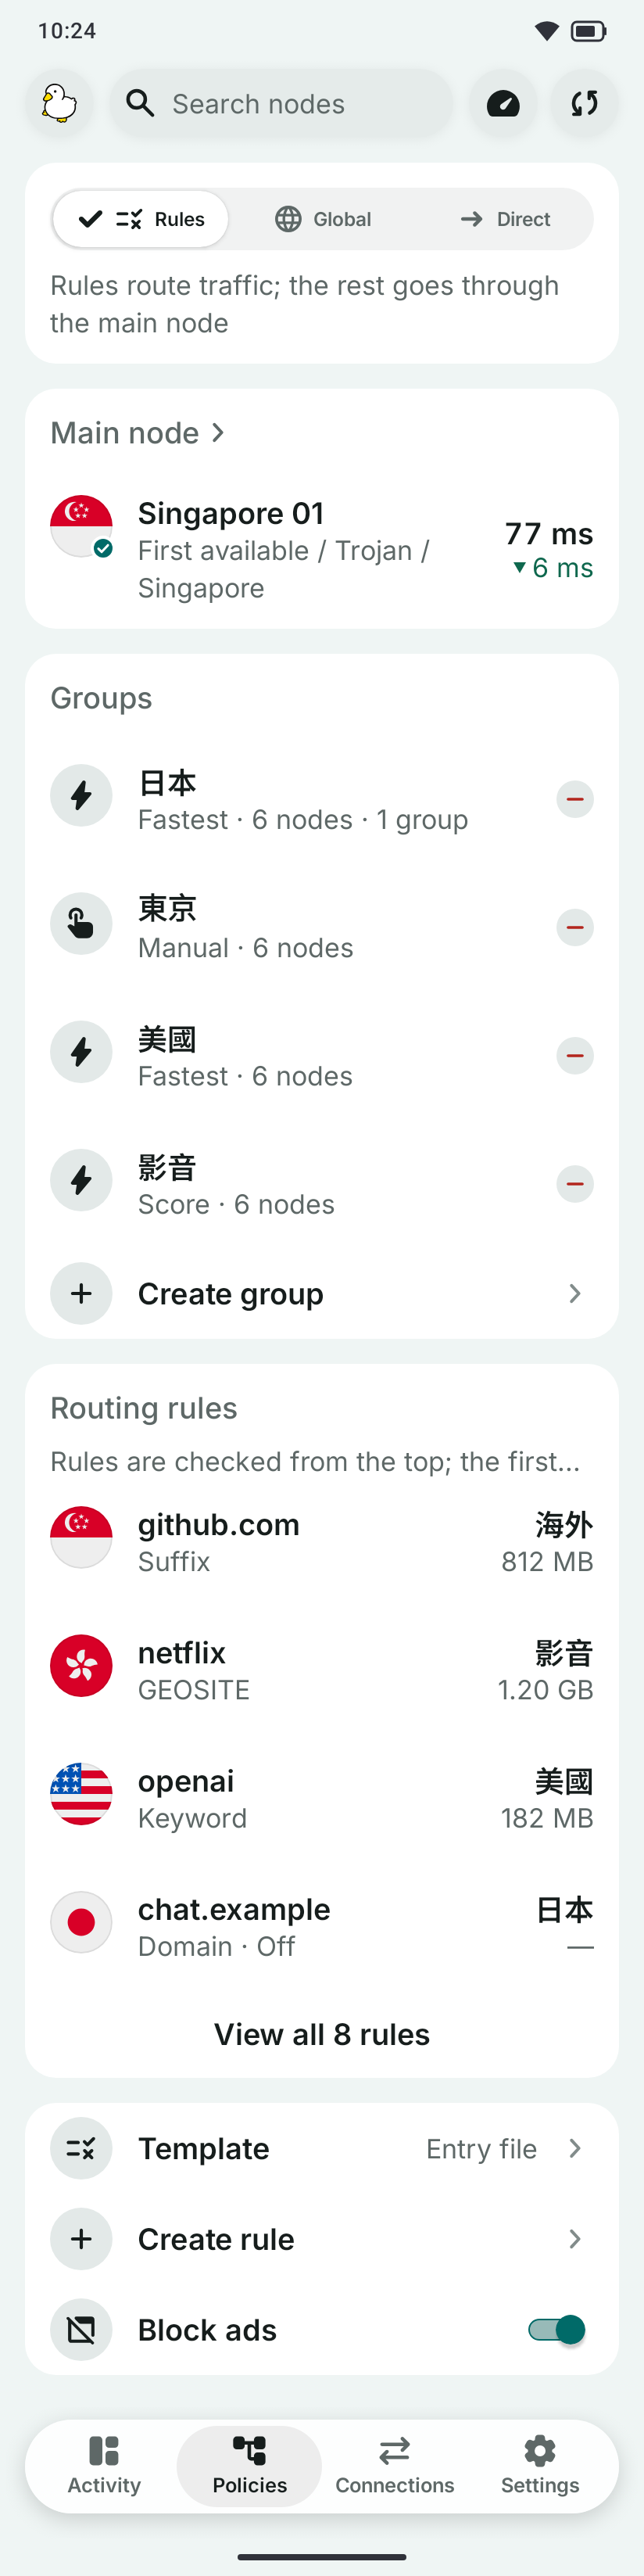 10:24
Search nodes
Rules
Global
Direct
Rules route traffic; the rest goes through
the main node
Main node
Singapore 01
First available / Trojan /
Singapore
77 ms
6 ms
Groups
日本
Fastest · 6 nodes · 1 group
東京
Manual · 6 nodes
美國
Fastest · 6 nodes
影音
Score · 6 nodes
Create group
Routing rules
Rules are checked from the top; the first…
github.com
海外
Suffix
812 MB
netflix
影音
GEOSITE
1.20 GB
openai
美國
Keyword
182 MB
chat.example
日本
Domain · Off
—
View all 8 rules
Template
Entry file
Create rule
Block ads
Activity
Policies
Connections
Settings